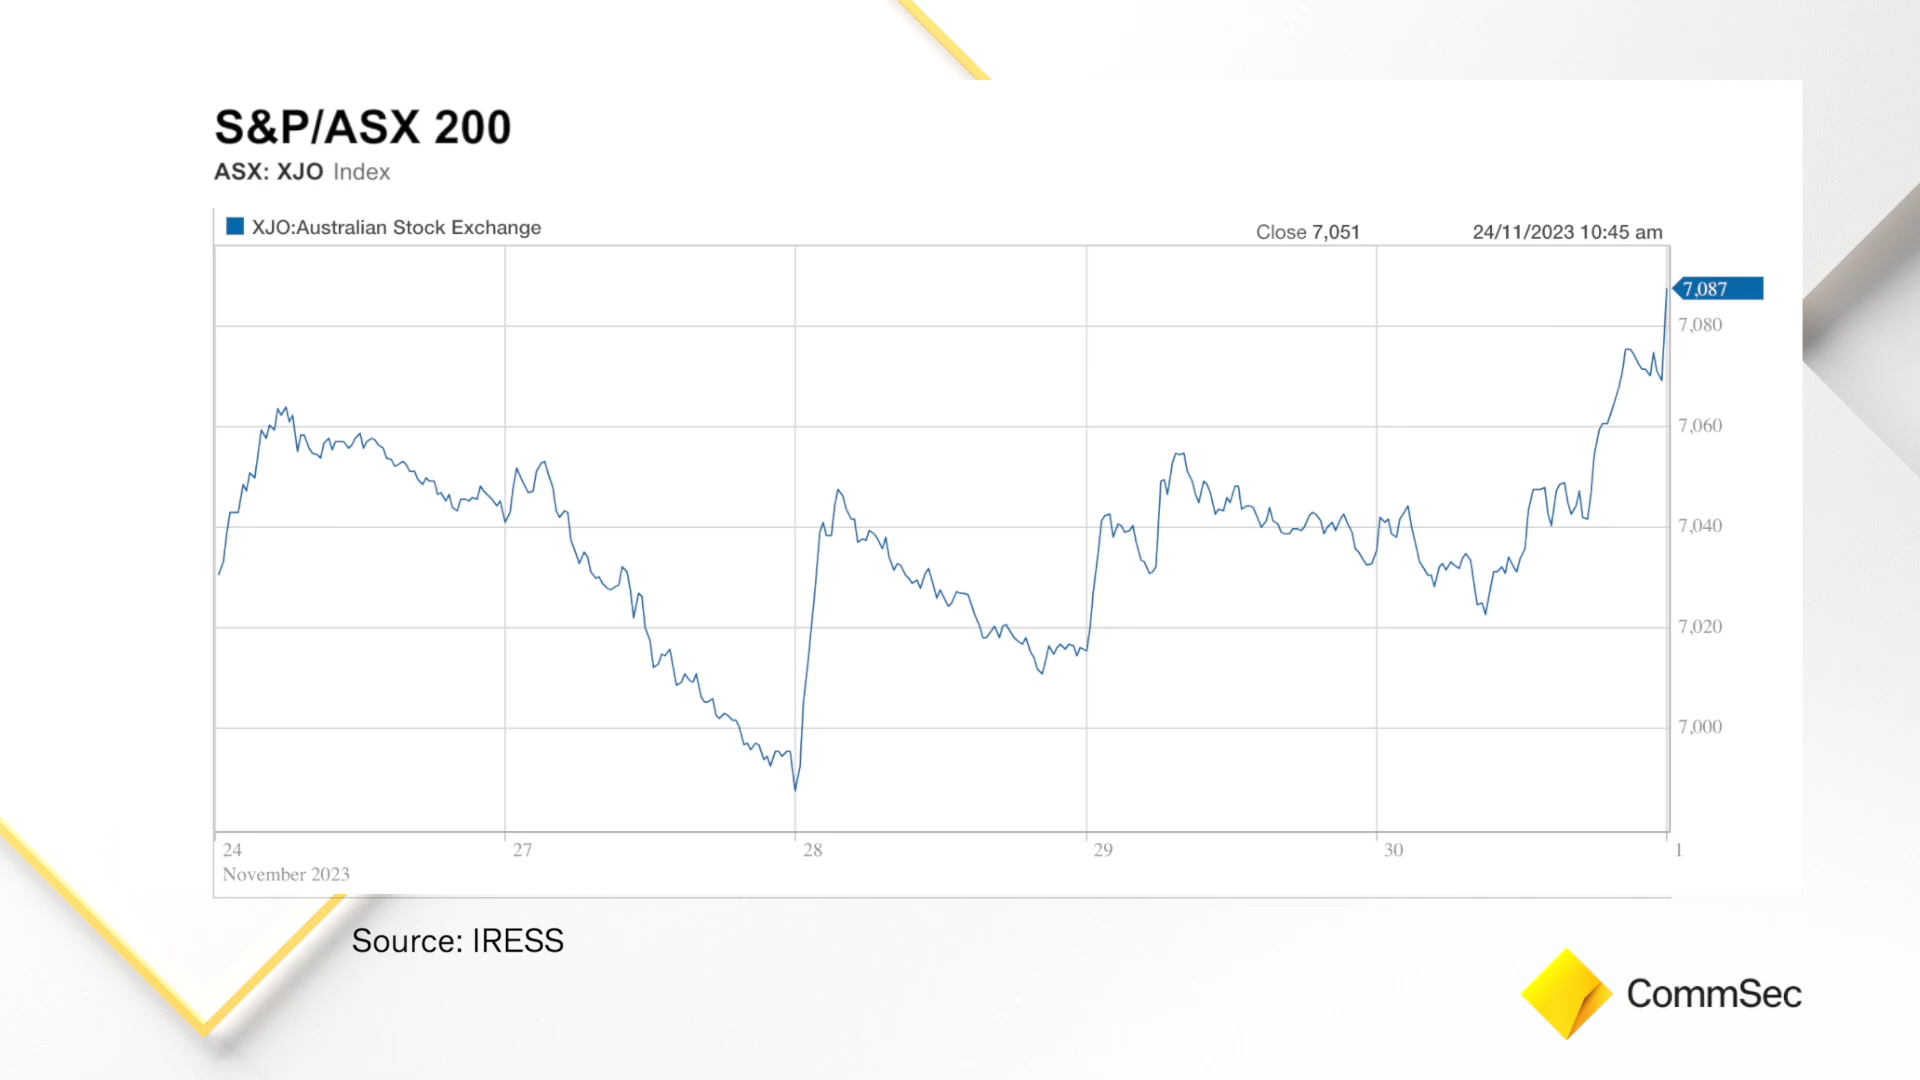 S&P/ASX 200
ASX: XJO Index
XJO:Australian Stock Exchange
Close 7,051
24/11/2023 10:45 am
7,087
7,080
7,060
7,040
7,020
7,000
24
27
28
29
30
1
November 2023
Source: IRESS
CommSec